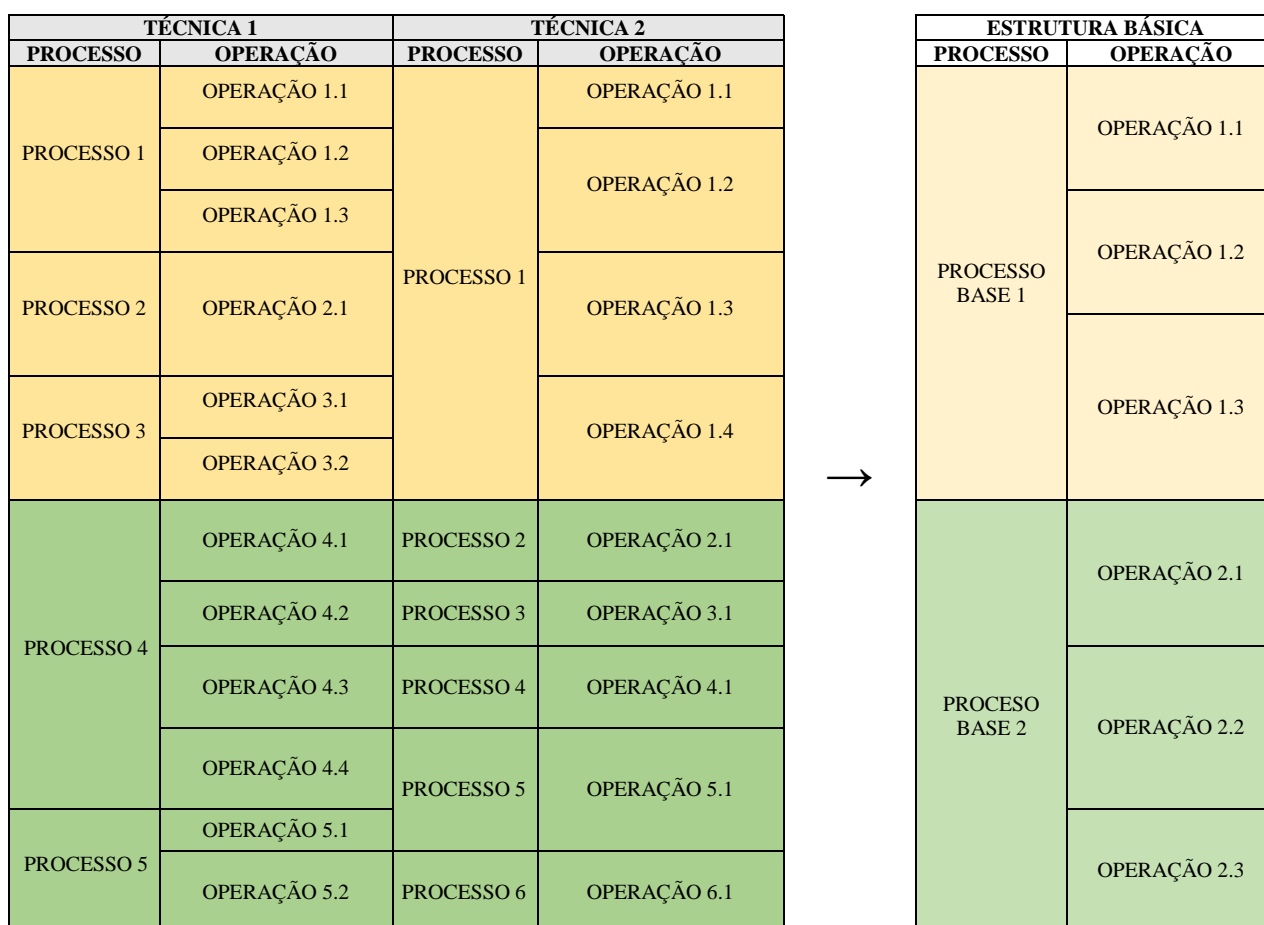 TÉCNICA 1 TÉCNICA 2 ESTRUTURA BÁSICA
PROCESSO OPERAÇÃO PROCESSO OPERAÇÃO PROCESSO OPERAÇÃO
OPERAÇÃO 1.1 OPERAÇÃO 1.1
OPERAÇÃO 1.1
PROCESSO 1 OPERAÇÃO 1.2
OPERAÇÃO 1.2
OPERAÇÃO 1.3
OPERAÇÃO 1.2
PROCESSO 1
PROCESSO
BASE 1
PROCESSO 2 OPERAÇÃO 2.1 OPERAÇÃO 1.3
OPERAÇÃO 3.1
OPERAÇÃO 1.3
PROCESSO 3 OPERAÇÃO 1.4
OPERAÇÃO 3.2
→
OPERAÇÃO 4.1 PROCESSO 2 OPERAÇÃO 2.1
OPERAÇÃO 2.1
OPERAÇÃO 4.2 PROCESSO 3 OPERAÇÃO 3.1
PROCESSO 4
OPERAÇÃO 4.3 PROCESSO 4 OPERAÇÃO 4.1
PROCESO
BASE 2
OPERAÇÃO 2.2
OPERAÇÃO 4.4
PROCESSO 5 OPERAÇÃO 5.1
OPERAÇÃO 5.1
PROCESSO 5
OPERAÇÃO 2.3
OPERAÇÃO 5.2 PROCESSO 6 OPERAÇÃO 6.1